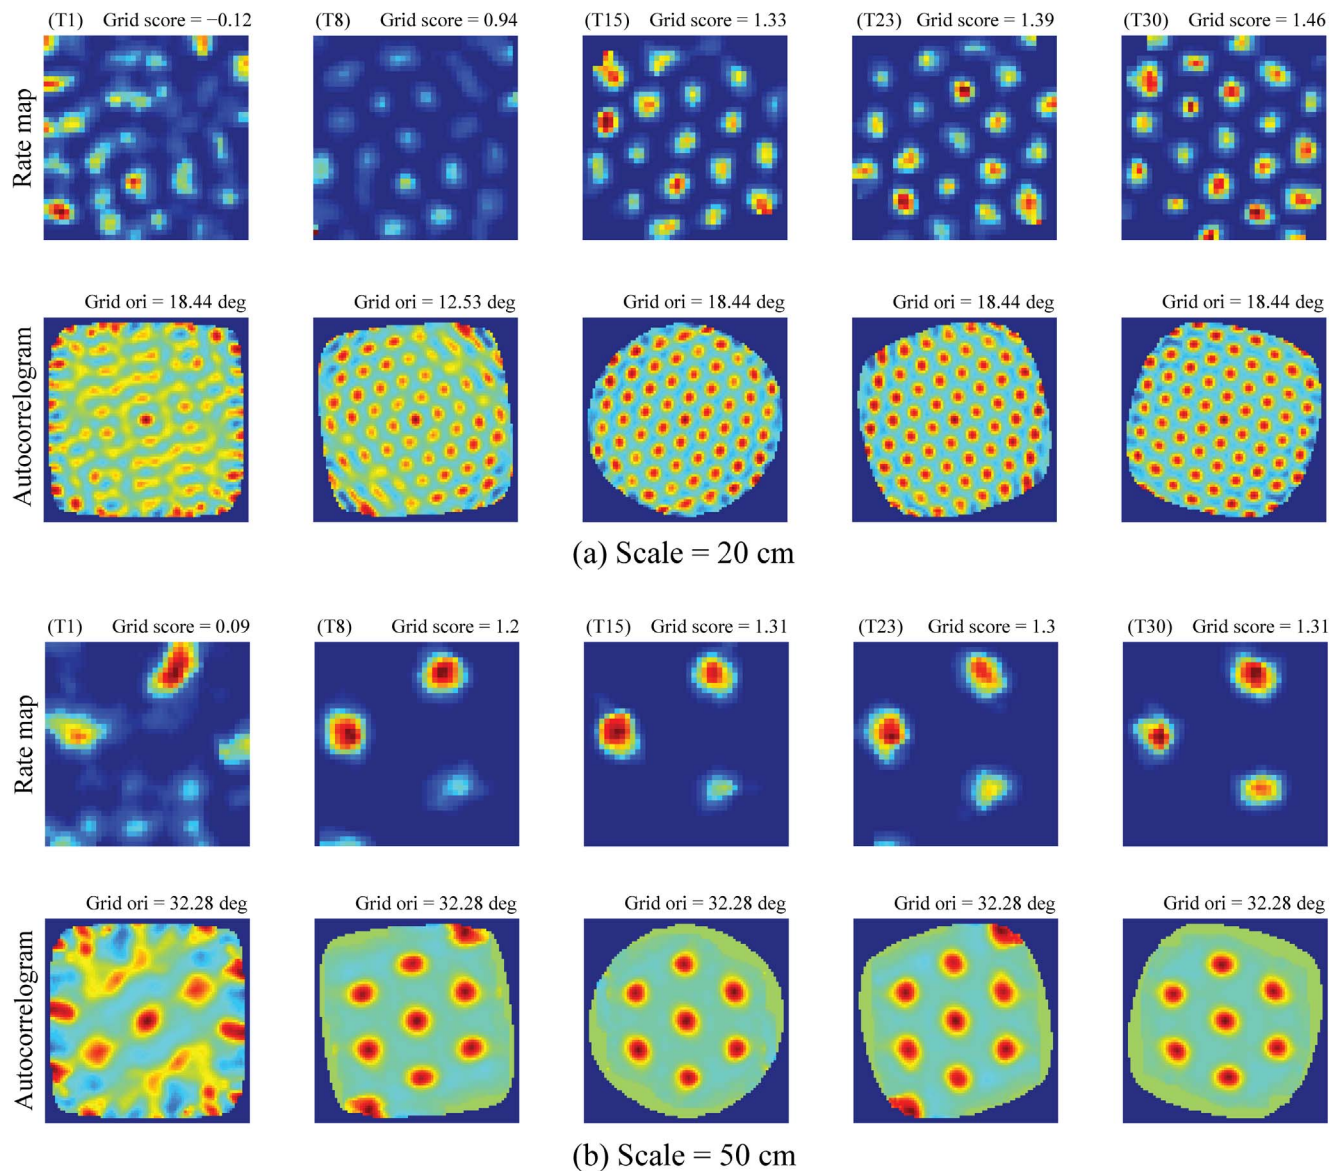 (T1) Grid score = −0.12
(T8) Grid score = 0.94
(T15) Grid score = 1.33
(T23) Grid score = 1.39
(T30) Grid score = 1.46
Rate map
Grid ori = 18.44 deg
Grid ori = 12.53 deg
Grid ori = 18.44 deg
Grid ori = 18.44 deg
Grid ori = 18.44 deg
Autocorrelogram
(a) Scale = 20 cm
(T1) Grid score = 0.09
(T8) Grid score = 1.2
(T15) Grid score = 1.31
(T23) Grid score = 1.3
(T30) Grid score = 1.31
Rate map
Grid ori = 32.28 deg
Grid ori = 32.28 deg
Grid ori = 32.28 deg
Grid ori = 32.28 deg
Grid ori = 32.28 deg
Autocorrelogram
(b) Scale = 50 cm